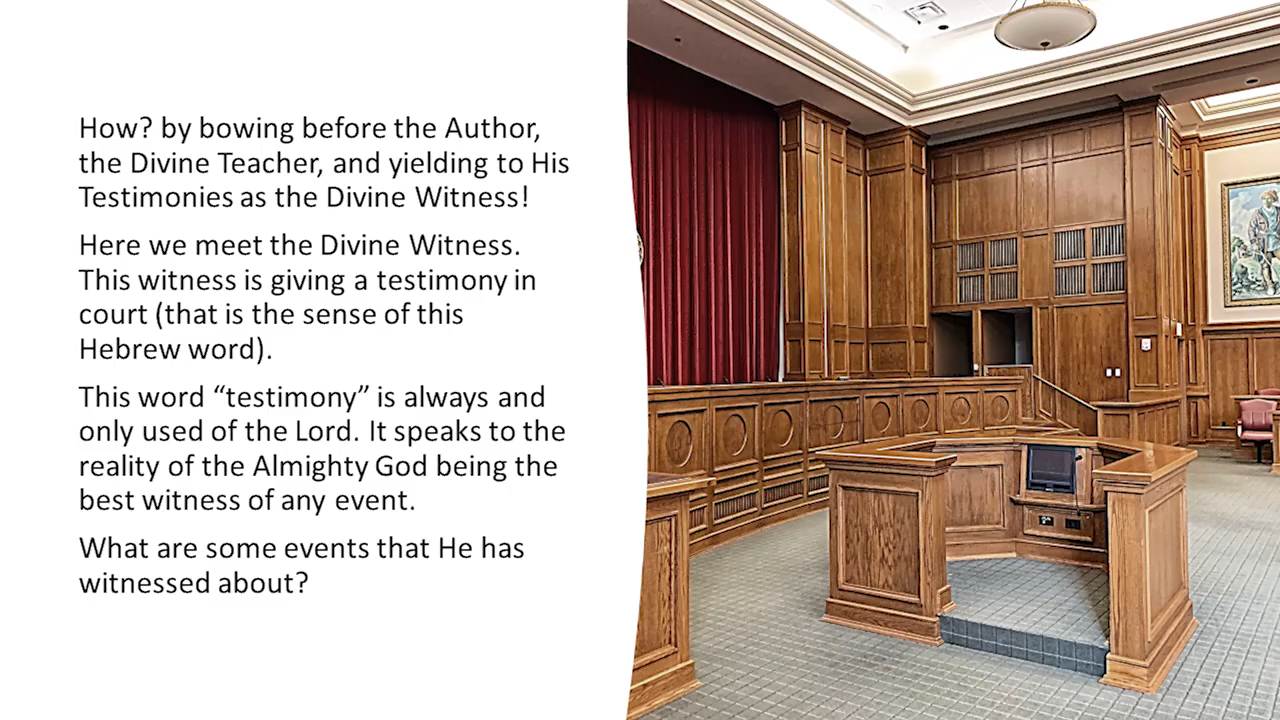 How? by bowing before the Author,
the Divine Teacher, and yielding to His
Testimonies as the Divine Witness!
Here we meet the Divine Witness.
This witness is giving a testimony in
court (that is the sense of this
Hebrew word).
This word “testimony” is always and
only used of the Lord. It speaks to the
reality of the Almighty God being the
best witness of any event.
What are some events that He has
witnessed about?